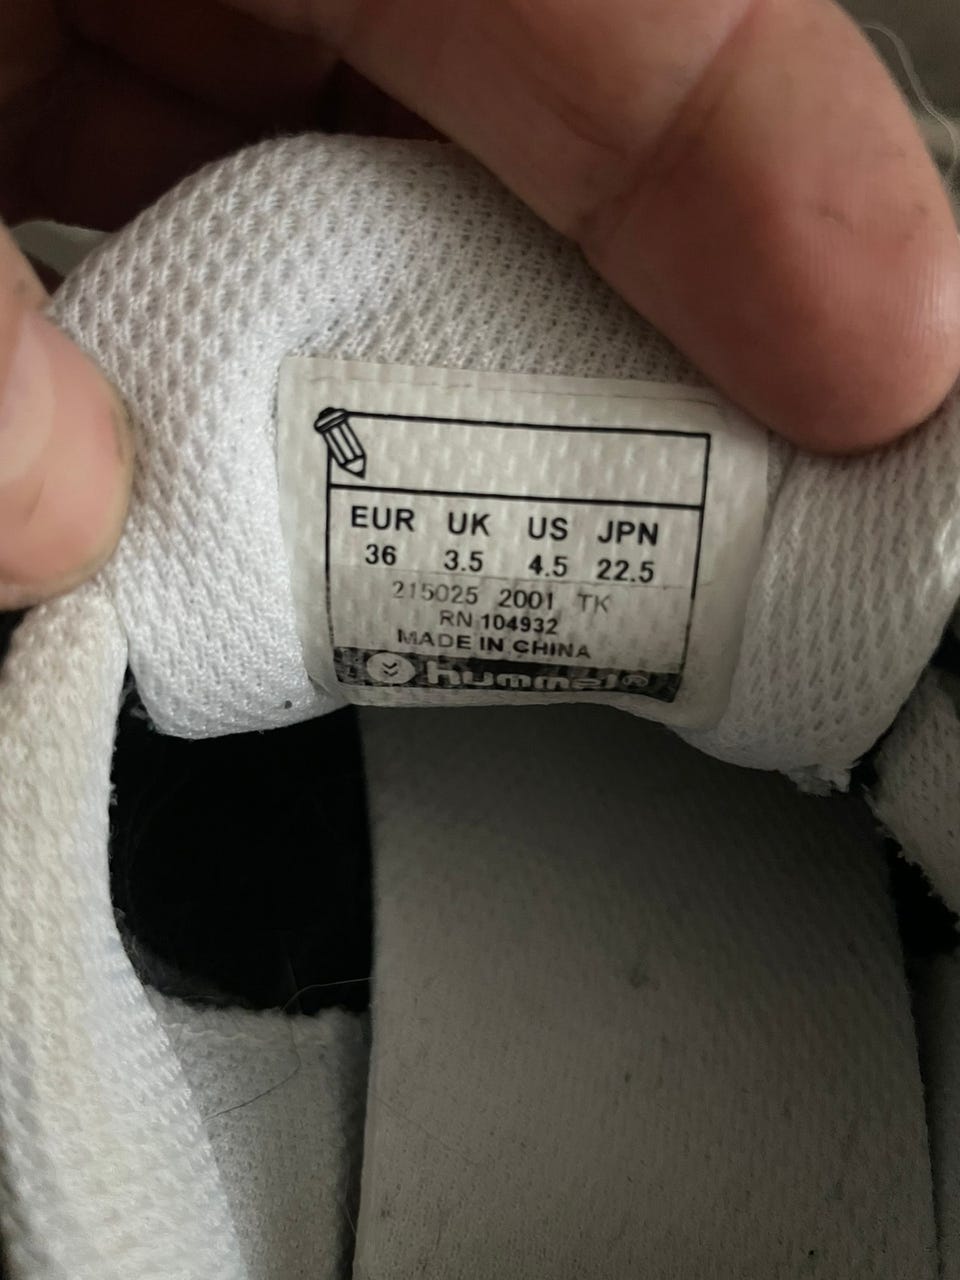 EUR UK US JPN
36 3.5 4.5 22.5
215025 2001 TK
RN 104932
MADE IN CHINA
hummel®